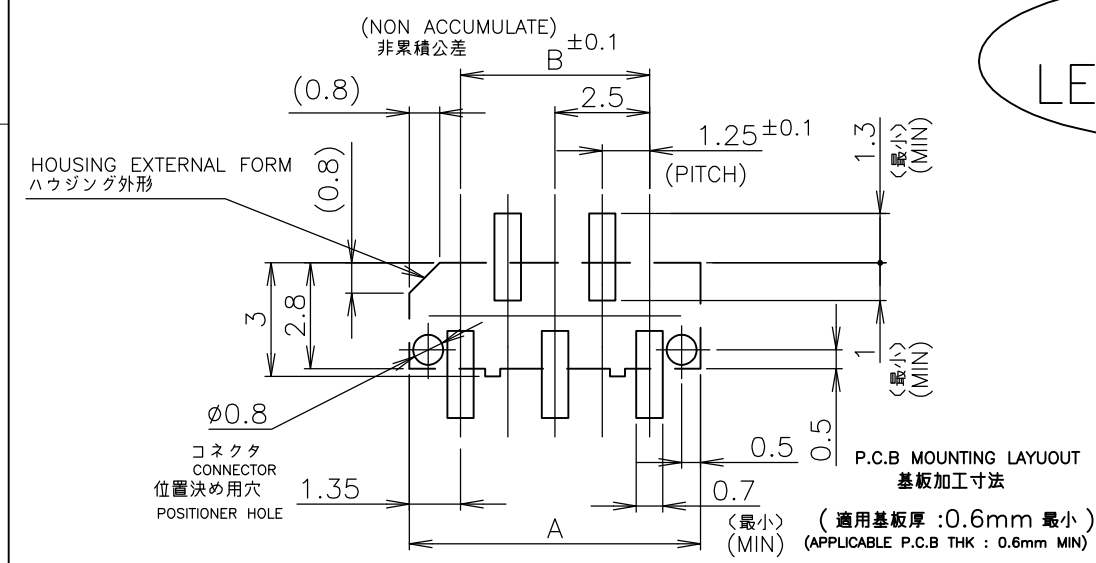 (NON ACCUMULATE)
非累積公差
B±0.1
LE
(0.8)
2.5
1.25±0.1
(PITCH)
1.3
(最小)
(MIN)
HOUSING EXTERNAL FORM
ハウジング外形
(0.8)
3
2.8
1
(最小)
(MIN)
ø0.8
コネクタ
CONNECTOR
位置決め用穴
POSITIONER HOLE
1.35
0.5
0.5
0.7
(最小)
(MIN)
A
P.C.B MOUNTING LAYUOUT
基板加工寸法
(適用基板厚 :0.6mm 最小)
(APPLICABLE P.C.B THK : 0.6mm MIN)